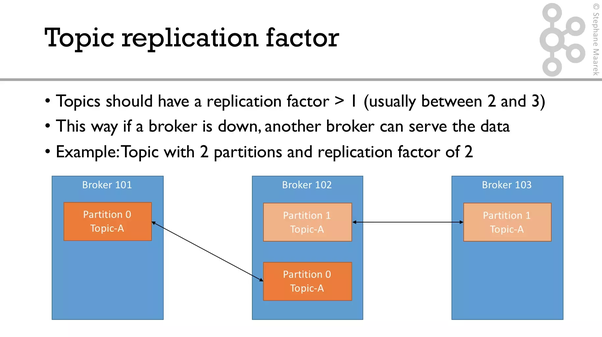 Topic replication factor
© Stephane Maarek
• Topics should have a replication factor > 1 (usually between 2 and 3)
• This way if a broker is down, another broker can serve the data
• Example: Topic with 2 partitions and replication factor of 2
Broker 101
Partition 0
Topic-A
Broker 102
Partition 1
Topic-A
Partition 0
Topic-A
Broker 103
Partition 1
Topic-A